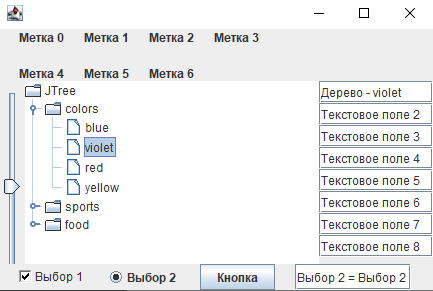 Метка 0 Метка 1 Метка 2 Метка 3
Метка 4 Метка 5 Метка 6
JTree
colors
blue
violet
red
yellow
sports
food
Дерево - violet
Текстовое поле 2
Текстовое поле 3
Текстовое поле 4
Текстовое поле 5
Текстовое поле 6
Текстовое поле 7
Текстовое поле 8
Выбор 1 Выбор 2 Кнопка Выбор 2 = Выбор 2